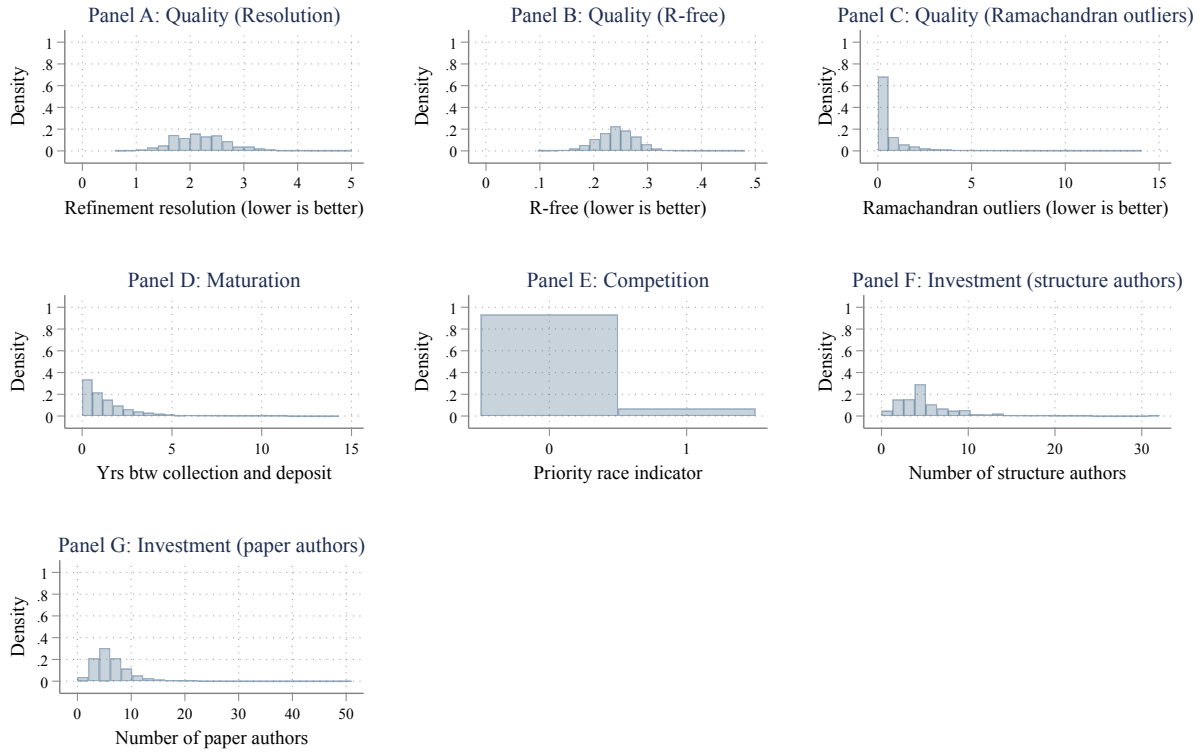 Panel A: Quality (Resolution)
1
.8
.6
.4
.2
0
Density
0 1 2 3 4 5
Refinement resolution (lower is better)
Panel B: Quality (R-free)
1
.8
.6
.4
.2
0
Density
0 .1 .2 .3 .4 .5
R-free (lower is better)
Panel C: Quality (Ramachandran outliers)
1
.8
.6
.4
.2
0
Density
0 5 10 15
Ramachandran outliers (lower is better)
Panel D: Maturation
1
.8
.6
.4
.2
0
Density
0 5 10 15
Yrs btw collection and deposit
Panel E: Competition
1
.8
.6
.4
.2
0
Density
0 1
Priority race indicator
Panel F: Investment (structure authors)
1
.8
.6
.4
.2
0
Density
0 10 20 30
Number of structure authors
Panel G: Investment (paper authors)
1
.8
.6
.4
.2
0
Density
0 10 20 30 40 50
Number of paper authors